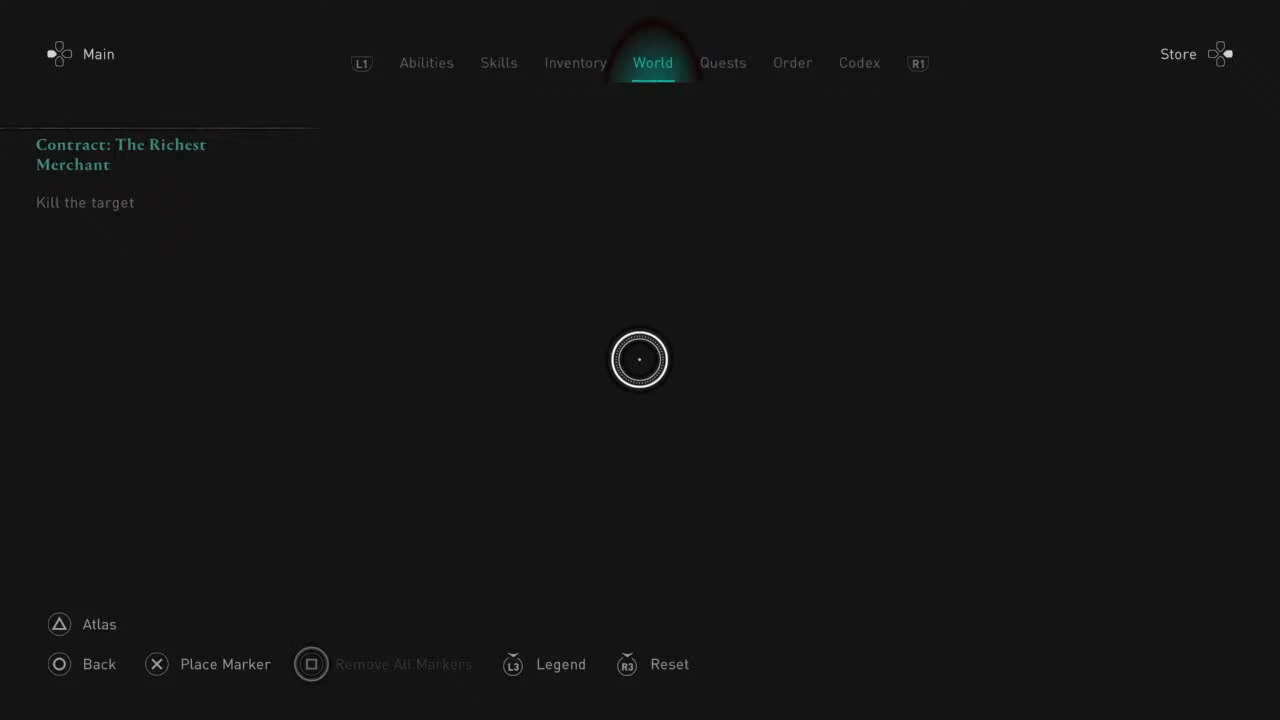 Main
L1 Abilities Skills Inventory World Quests Order Codex R1
Store
Contract: The Richest
Merchant
Kill the target
Atlas
Back Place Marker Remove All Markers L3 Legend R3 Reset